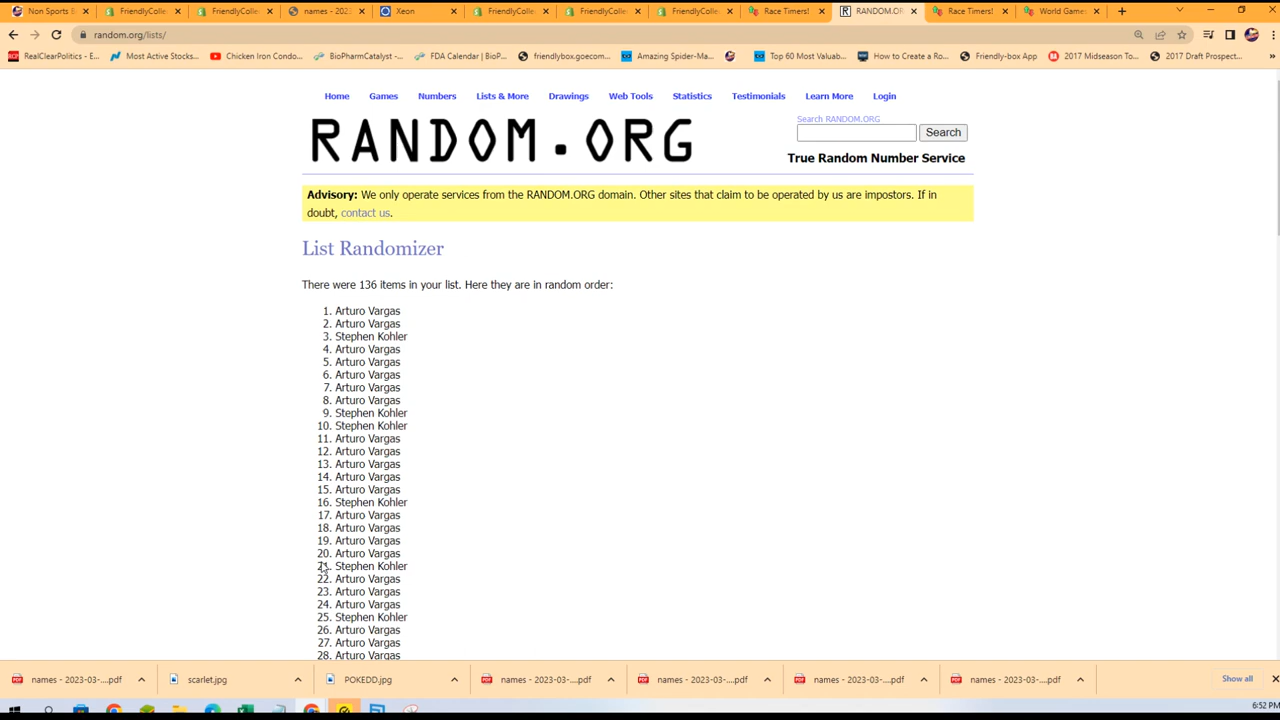 Non Sports B
FriendlyColle
FriendlyColle
names - 2023
Xeon
FriendlyColle
FriendlyColle
FriendlyColle
Race Timers!
RANDOM.OR
Race Timers!
World Game
random.org/lists/
RealClearPolitics - E...
Most Active Stocks...
Chicken Iron Condo...
BioPharmCatalyst -...
FDA Calendar | BioP...
friendlybox.goecom...
Amazing Spider-Ma...
Top 60 Most Valuab...
How to Create a Ro...
Friendly-box App
2017 Midseason To...
2017 Draft Prospect...
Home Games Numbers Lists & More Drawings Web Tools Statistics Testimonials Learn More Login
RANDOM.ORG
Search RANDOM.ORG
Search
True Random Number Service
Advisory: We only operate services from the RANDOM.ORG domain. Other sites that claim to be operated by us are impostors. If in
doubt, contact us.
List Randomizer
There were 136 items in your list. Here they are in random order:
1. Arturo Vargas
2. Arturo Vargas
3. Stephen Kohler
4. Arturo Vargas
5. Arturo Vargas
6. Arturo Vargas
7. Arturo Vargas
8. Arturo Vargas
9. Stephen Kohler
10. Stephen Kohler
11. Arturo Vargas
12. Arturo Vargas
13. Arturo Vargas
14. Arturo Vargas
15. Arturo Vargas
16. Stephen Kohler
17. Arturo Vargas
18. Arturo Vargas
19. Arturo Vargas
20. Arturo Vargas
21. Stephen Kohler
22. Arturo Vargas
23. Arturo Vargas
24. Arturo Vargas
25. Stephen Kohler
26. Arturo Vargas
27. Arturo Vargas
28. Arturo Vargas
names - 2023-03-....pdf
scarlet.jpg
POKEDD.jpg
names - 2023-03-....pdf
names - 2023-03-....pdf
names - 2023-03-....pdf
names - 2023-03-....pdf
Show all
6:52 PM